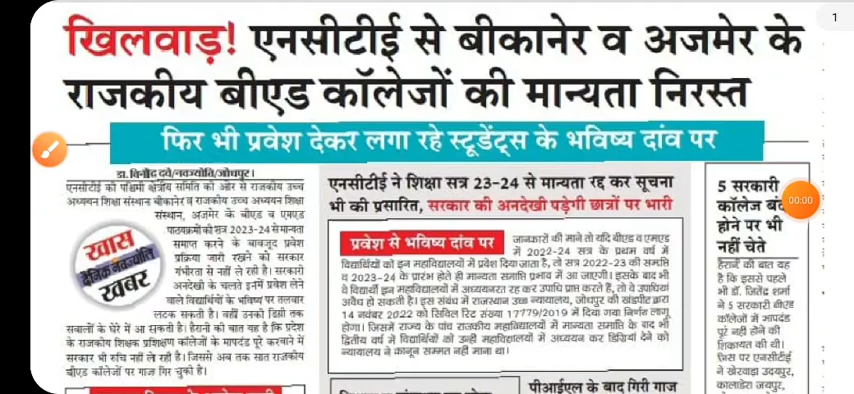 1
खिलवाड़! एनसीटीई से बीकानेर व अजमेर के
राजकीय बीएड कॉलेजों की मान्यता निरस्त
फिर भी प्रवेश देकर लगा रहे स्टूडेंट्स के भविष्य दांव पर
डा. विनोद दवे/नवज्योति/जोधपुर।
एनसीटीई की पश्चिमी क्षेत्रीय समिति की ओर से राजकीय उच्च
अध्ययन शिक्षा संस्थान बीकानेर व राजकीय उच्च अध्ययन शिक्षा
संस्थान, अजमेर के बीएड व एमएड
पाठ्यक्रमों को सत्र 2023-24 से मान्यता
समाप्त करने के बावजूद प्रवेश
प्रक्रिया जारी रखने को सरकार
गंभीरता से नहीं ले रही है। सरकारी
अनदेखी के चलते इनमें प्रवेश लेने
वाले विद्यार्थियों के भविष्य पर तलवार
लटक सकती है। वहीं उनकी डिग्री तक
सवालों के घेरे में आ सकती है। हैरानी की बात यह है कि प्रदेश
के राजकीय शिक्षक प्रशिक्षण कॉलेजों के मापदंड पूरे करवाने में
सरकार भी रुचि नहीं ले रही है। जिससे अब तक सात राजकीय
बीएड कॉलेजों पर गाज गिर चुकी है।
खास
दैनिक नवज्योति
खबर
एनसीटीई ने शिक्षा सत्र 23-24 से मान्यता रद्द कर सूचना
भी की प्रसारित, सरकार की अनदेखी पड़ेगी छात्रों पर भारी
प्रवेश से भविष्य दांव पर
जानकारों की माने तो यदि बीएड व एमएड
में 2022-24 सत्र के प्रथम वर्ष में
विद्यार्थियों को इन महाविद्यालयों में प्रवेश दिया जाता है, तो सत्र 2022-23 की समाप्ति
व 2023-24 के प्रारंभ होते ही मान्यता समाप्ति प्रभाव में आ जाएगी। इसके बाद भी
वे विद्यार्थी इन महाविद्यालयों में अध्ययनरत रह कर उपाधि प्राप्त करते हैं, तो वे उपाधियां
अवैध हो सकती है। इस संबंध में राजस्थान उच्च न्यायालय, जोधपुर की खंडपीठ द्वारा
14 नवंबर 2022 को सिविल रिट संख्या 17779/2019 में दिया गया निर्णय लागू
होगा। जिसमें राज्य के पांच राजकीय महाविद्यालयों में मान्यता समाप्ति के बाद भी
द्वितीय वर्ष में विद्यार्थियों को उन्हीं महाविद्यालयों में अध्ययन कर डिग्रियां देने को
न्यायालय ने कानून सम्मत नहीं माना था।
पीआईएल के बाद गिरी गाज
5 सरकारी
कॉलेज बंद
होने पर भी
नहीं चेते
हैरानी की बात यह
है कि इससे पहले
भी डॉ. जितेंद्र शर्मा
ने 5 सरकारी बीएड
कॉलेजों में मापदंड
पूरे नहीं होने की
शिकायत की थी।
जिस पर एनसीटीई
ने खेरवाड़ा उदयपुर,
कालाडेरा जयपुर,
00:00